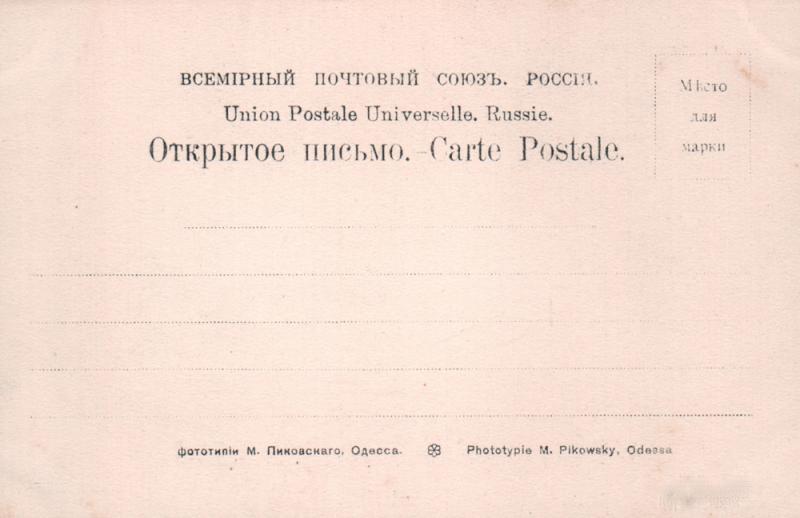 ВСЕМІРНЫЙ ПОЧТОВЫЙ СОЮЗЪ. РОССІЯ.
Union Postale Universelle. Russie.
Открытое письмо.-Carte Postale.
Мѣсто
для
марки
фототипіи М. Пиковскаго, Одесса. Phototypie M. Pikowsky, Odessa